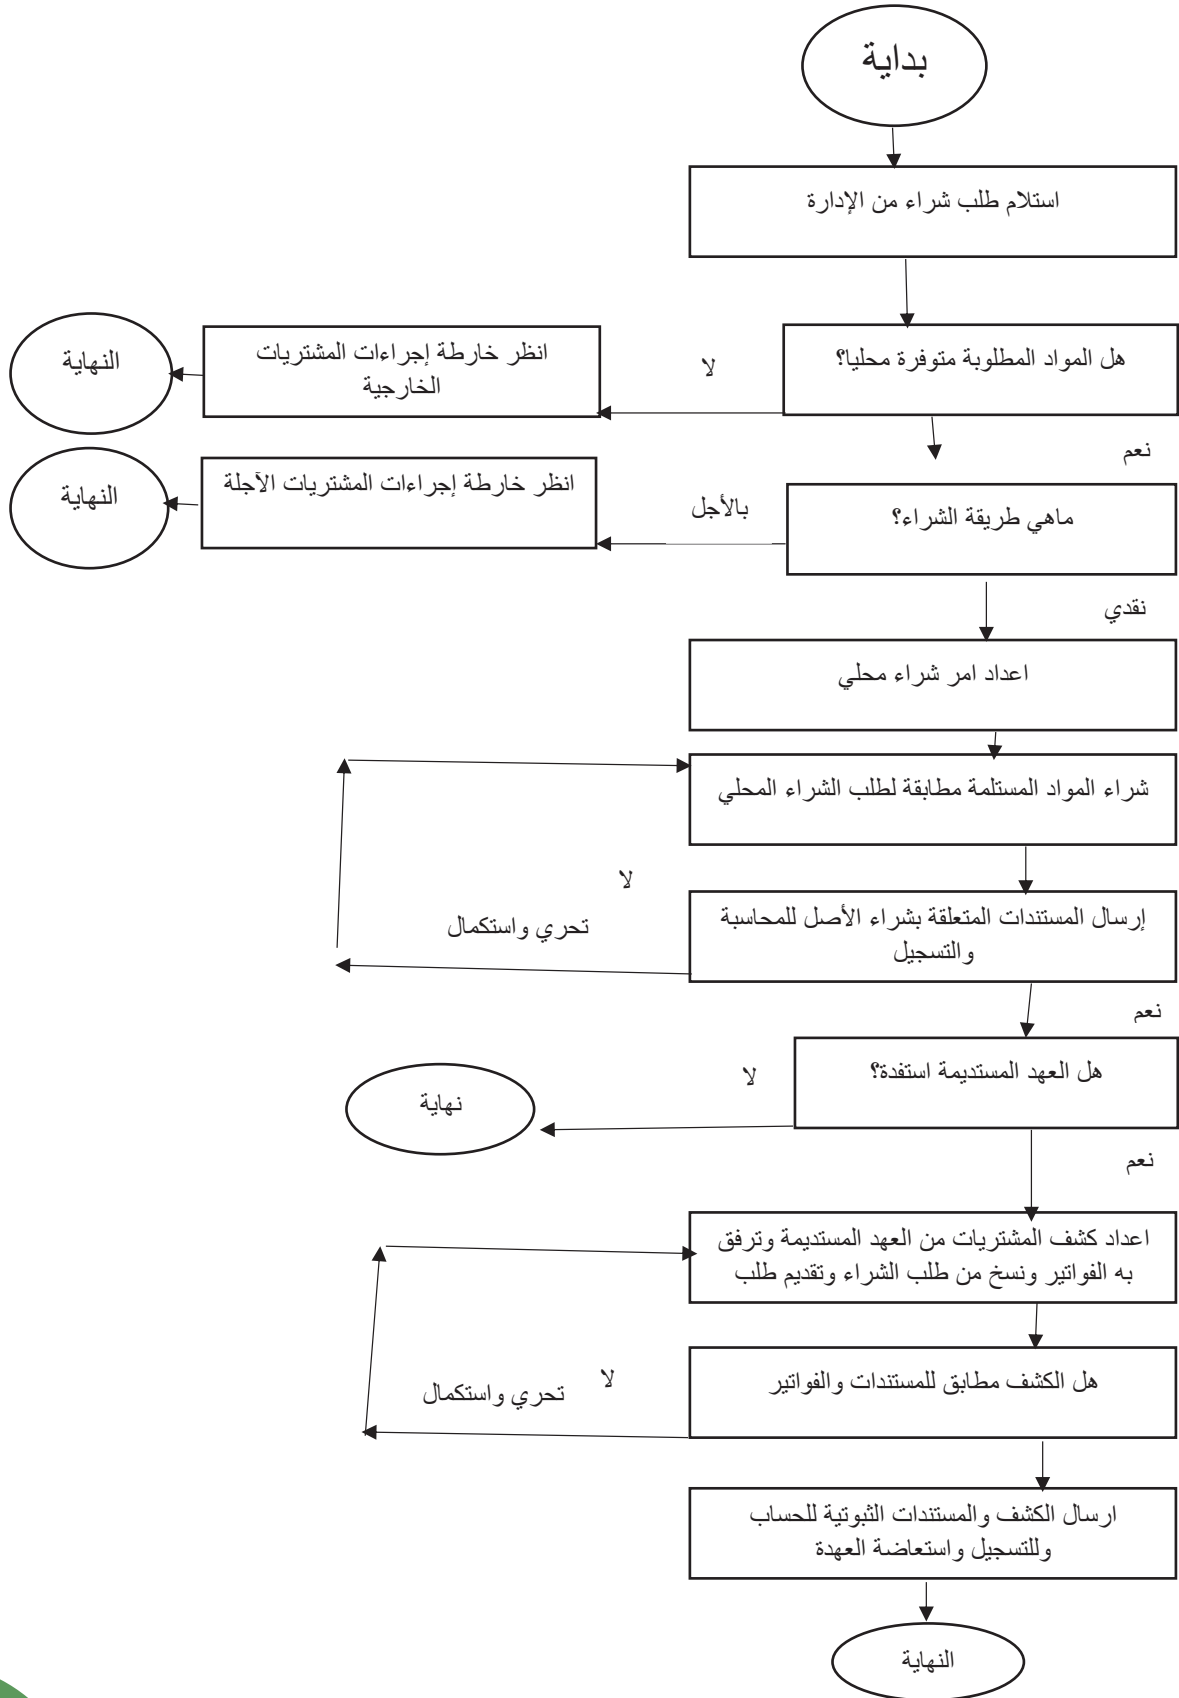 بداية
استلام طلب شراء من الإدارة
هل المواد المطلوبة متوفرة محليا؟
لا
انظر خارطة إجراءات المشتريات
الخارجية
النهاية
نعم
ماهي طريقة الشراء؟
بالأجل
انظر خارطة إجراءات المشتريات الآجلة
النهاية
نقدي
اعداد امر شراء محلي
شراء المواد المستلمة مطابقة لطلب الشراء المحلي
إرسال المستندات المتعلقة بشراء الأصل للمحاسبة
والتسجيل
لا
تحري واستكمال
نعم
هل العهد المستديمة استفدة؟
لا
نهاية
نعم
اعداد كشف المشتريات من العهد المستديمة وترفق
به الفواتير ونسخ من طلب الشراء وتقديم طلب
هل الكشف مطابق للمستندات والفواتير
لا
تحري واستكمال
ارسال الكشف والمستندات الثبوتية للحساب
وللتسجيل واستعاضة العهدة
النهاية